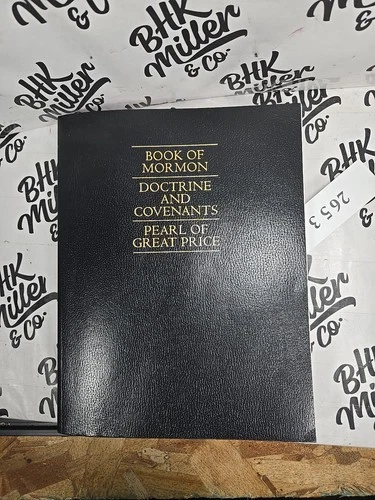 BHK
Miller
& Co.
BOOK OF
MORMON
DOCTRINE
AND
COVENANTS
PEARL OF
GREAT PRICE
2653